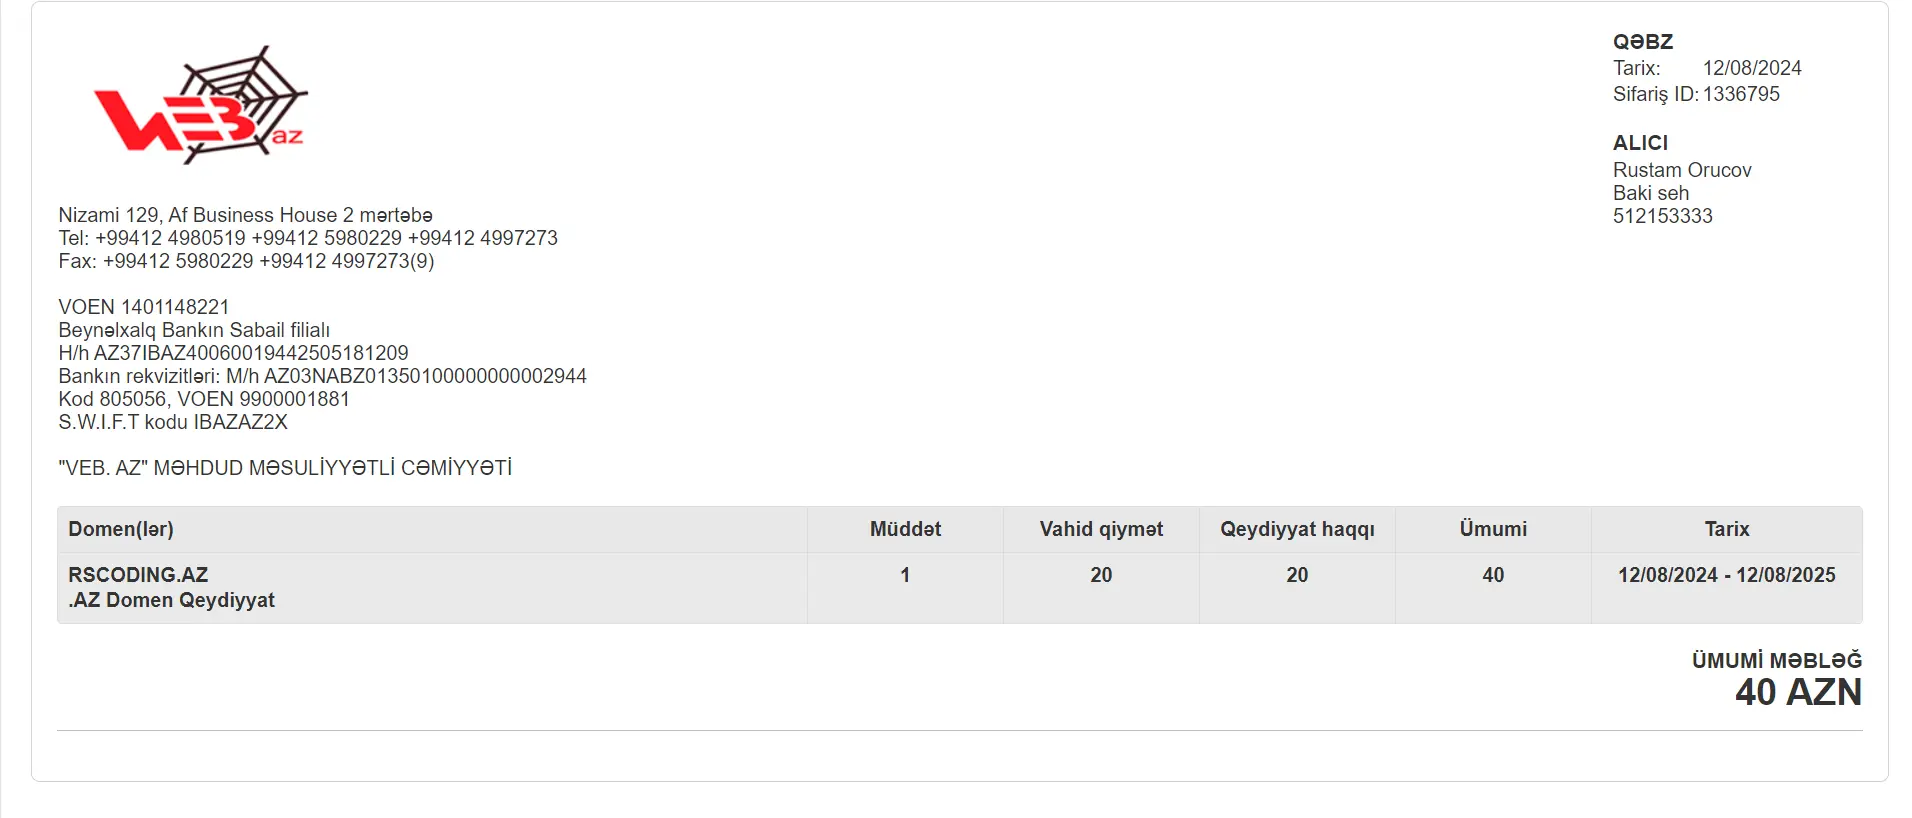 VEB.az
QƏBZ
Tarix: 12/08/2024
Sifariş ID: 1336795
ALICI
Rustam Orucov
Baki seh
512153333
Nizami 129, Af Business House 2 mərtəbə
Tel: +99412 4980519 +99412 5980229 +99412 4997273
Fax: +99412 5980229 +99412 4997273(9)
VOEN 1401148221
Beynəlxalq Bankın Sabail filialı
H/h AZ37IBAZ40060019442505181209
Bankın rekvizitləri: M/h AZ03NABZ01350100000000002944
Kod 805056, VOEN 9900001881
S.W.I.F.T kodu IBAZAZ2X
"VEB. AZ" MƏHDUD MƏSULİYYƏTLİ CƏMİYYƏTİ
Domen(lər) Müddət Vahid qiymət Qeydiyyat haqqı Ümumi Tarix
RSCODING.AZ 1 20 20 40 12/08/2024 - 12/08/2025
.AZ Domen Qeydiyyat
ÜMUMİ MƏBLƏĞ
40 AZN